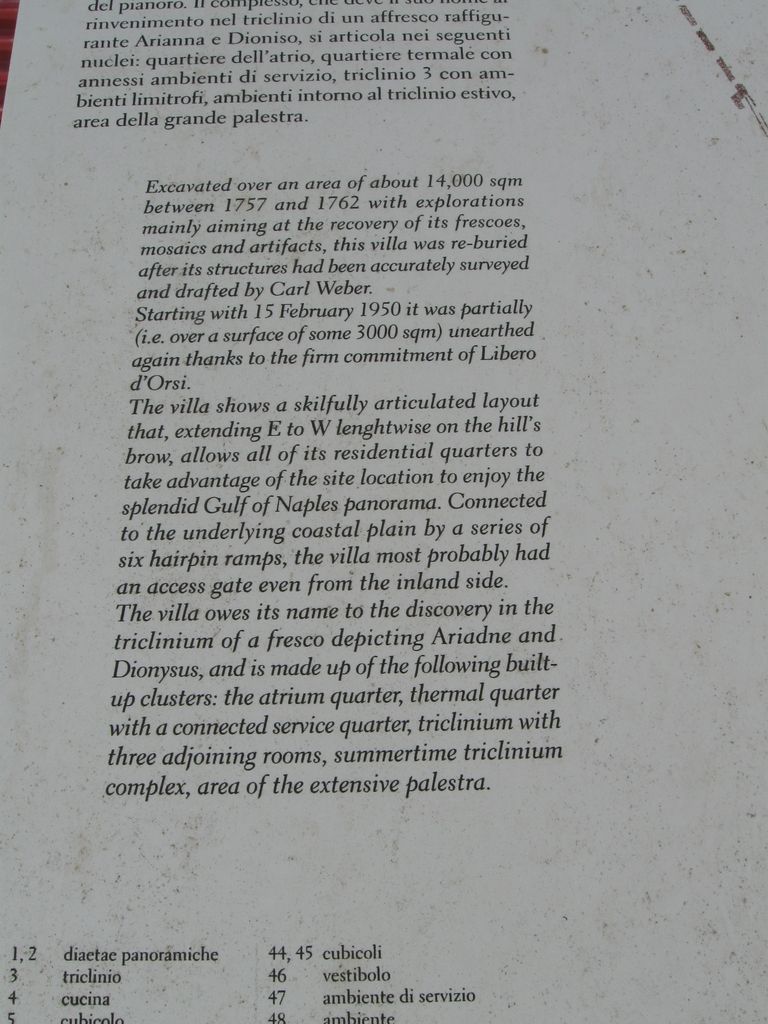 del pianoro. Il complesso, che deve il suo nome al
rinvenimento nel triclinio di un affresco raffigu-
rante Arianna e Dioniso, si articola nei seguenti
nuclei: quartiere dell'atrio, quartiere termale con
annessi ambienti di servizio, triclinio 3 con am-
bienti limitrofi, ambienti intorno al triclinio estivo,
area della grande palestra.
Excavated over an area of about 14,000 sqm
between 1757 and 1762 with explorations
mainly aiming at the recovery of its frescoes,
mosaics and artifacts, this villa was re-buried
after its structures had been accurately surveyed
and drafted by Carl Weber.
Starting with 15 February 1950 it was partially
(i.e. over a surface of some 3000 sqm) unearthed
again thanks to the firm commitment of Libero
d'Orsi.
The villa shows a skilfully articulated layout
that, extending E to W lenghtwise on the hill's
brow, allows all of its residential quarters to
take advantage of the site location to enjoy the
splendid Gulf of Naples panorama. Connected
to the underlying coastal plain by a series of
six hairpin ramps, the villa most probably had
an access gate even from the inland side.
The villa owes its name to the discovery in the
triclinium of a fresco depicting Ariadne and
Dionysus, and is made up of the following built-
up clusters: the atrium quarter, thermal quarter
with a connected service quarter, triclinium with
three adjoining rooms, summertime triclinium
complex, area of the extensive palestra.
1, 2 diaetae panoramiche
3 triclinio
4 cucina
5 cubicolo
44, 45 cubicoli
46 vestibolo
47 ambiente di servizio
48 ambiente